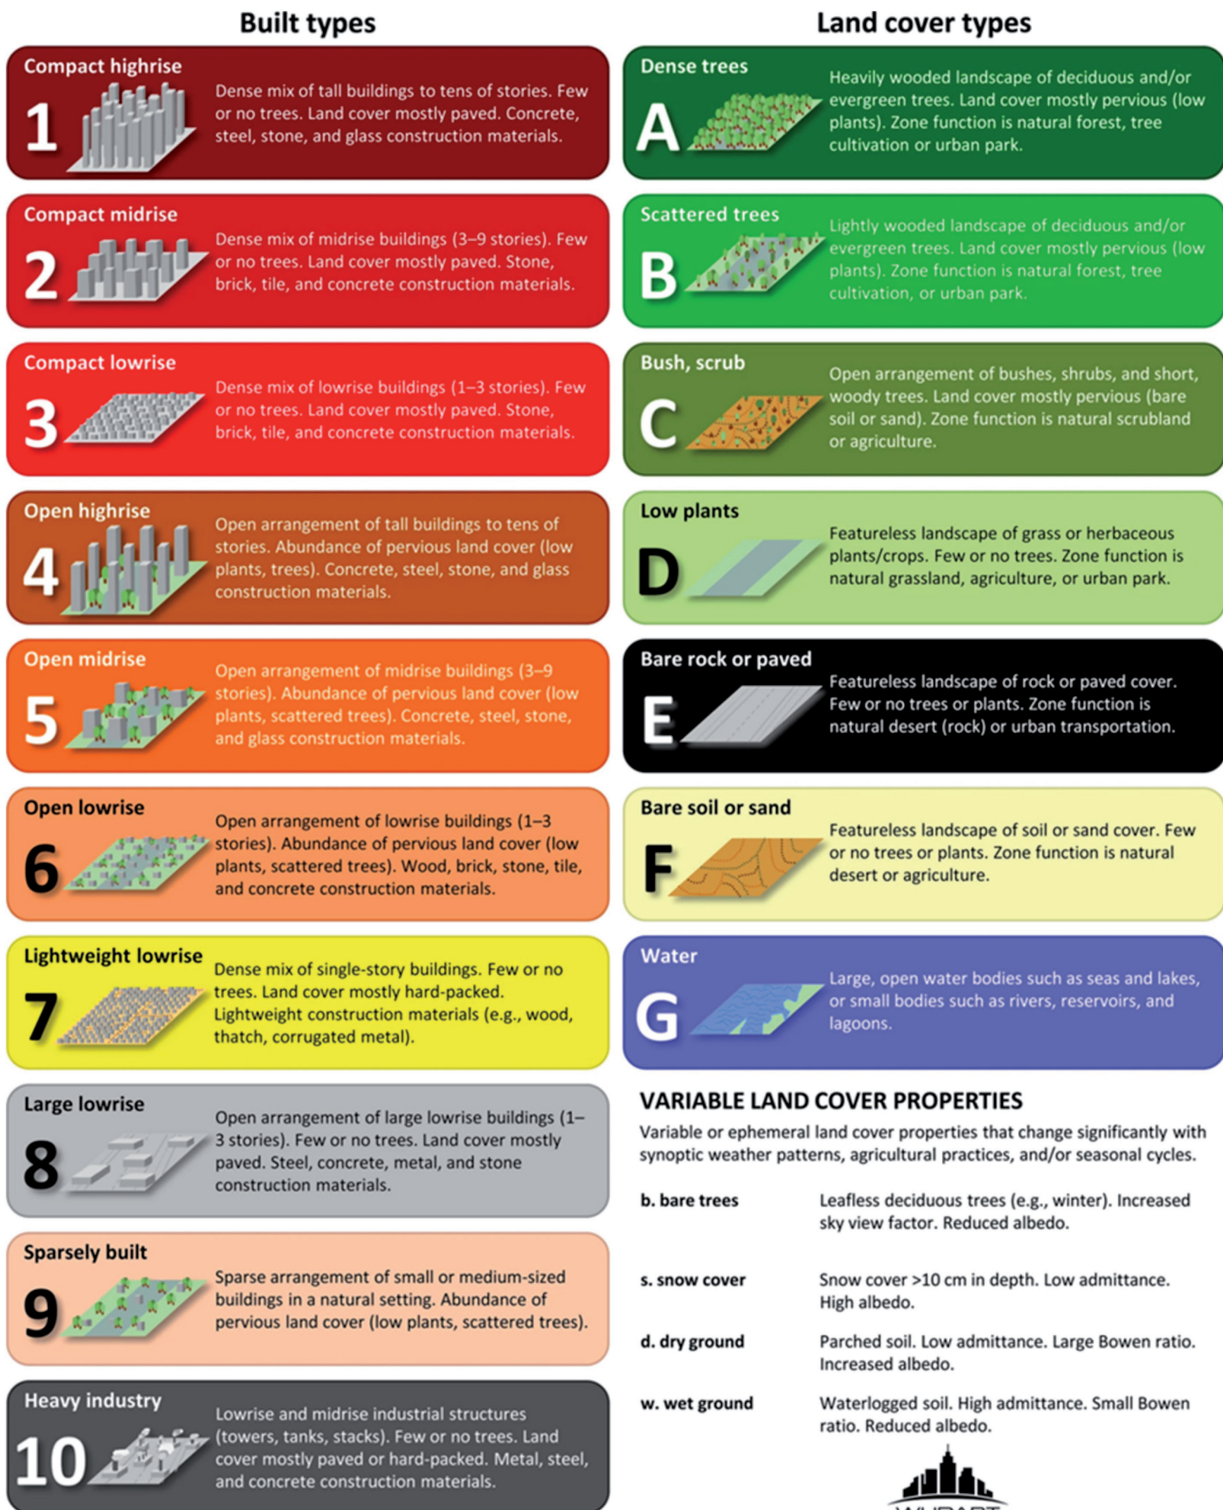 Built types
Compact highrise
1
Dense mix of tall buildings to tens of stories. Few
or no trees. Land cover mostly paved. Concrete,
steel, stone, and glass construction materials.
Compact midrise
2
Dense mix of midrise buildings (3–9 stories). Few
or no trees. Land cover mostly paved. Stone,
brick, tile, and concrete construction materials.
Compact lowrise
3
Dense mix of lowrise buildings (1–3 stories). Few
or no trees. Land cover mostly paved. Stone,
brick, tile, and concrete construction materials.
Open highrise
4
Open arrangement of tall buildings to tens of
stories. Abundance of pervious land cover (low
plants, trees). Concrete, steel, stone, and glass
construction materials.
Open midrise
5
Open arrangement of midrise buildings (3–9
stories). Abundance of pervious land cover (low
plants, scattered trees). Concrete, steel, stone,
and glass construction materials.
Open lowrise
6
Open arrangement of lowrise buildings (1–3
stories). Abundance of pervious land cover (low
plants, scattered trees). Wood, brick, stone, tile,
and concrete construction materials.
Lightweight lowrise
7
Dense mix of single-story buildings. Few or no
trees. Land cover mostly hard-packed.
Lightweight construction materials (e.g., wood,
thatch, corrugated metal).
Large lowrise
8
Open arrangement of large lowrise buildings (1–
3 stories). Few or no trees. Land cover mostly
paved. Steel, concrete, metal, and stone
construction materials.
Sparsely built
9
Sparse arrangement of small or medium-sized
buildings in a natural setting. Abundance of
pervious land cover (low plants, scattered trees).
Heavy industry
10
Lowrise and midrise industrial structures
(towers, tanks, stacks). Few or no trees. Land
cover mostly paved or hard-packed. Metal, steel,
and concrete construction materials.
Land cover types
Dense trees
A
Heavily wooded landscape of deciduous and/or
evergreen trees. Land cover mostly pervious (low
plants). Zone function is natural forest, tree
cultivation or urban park.
Scattered trees
B
Lightly wooded landscape of deciduous and/or
evergreen trees. Land cover mostly pervious (low
plants). Zone function is natural forest, tree
cultivation, or urban park.
Bush, scrub
C
Open arrangement of bushes, shrubs, and short,
woody trees. Land cover mostly pervious (bare
soil or sand). Zone function is natural scrubland
or agriculture.
Low plants
D
Featureless landscape of grass or herbaceous
plants/crops. Few or no trees. Zone function is
natural grassland, agriculture, or urban park.
Bare rock or paved
E
Featureless landscape of rock or paved cover.
Few or no trees or plants. Zone function is
natural desert (rock) or urban transportation.
Bare soil or sand
F
Featureless landscape of soil or sand cover. Few
or no trees or plants. Zone function is natural
desert or agriculture.
Water
G
Large, open water bodies such as seas and lakes,
or small bodies such as rivers, reservoirs, and
lagoons.
VARIABLE LAND COVER PROPERTIES
Variable or ephemeral land cover properties that change significantly with
synoptic weather patterns, agricultural practices, and/or seasonal cycles.
b. bare trees
Leafless deciduous trees (e.g., winter). Increased
sky view factor. Reduced albedo.
s. snow cover
Snow cover >10 cm in depth. Low admittance.
High albedo.
d. dry ground
Parched soil. Low admittance. Large Bowen ratio.
Increased albedo.
w. wet ground
Waterlogged soil. High admittance. Small Bowen
ratio. Reduced albedo.